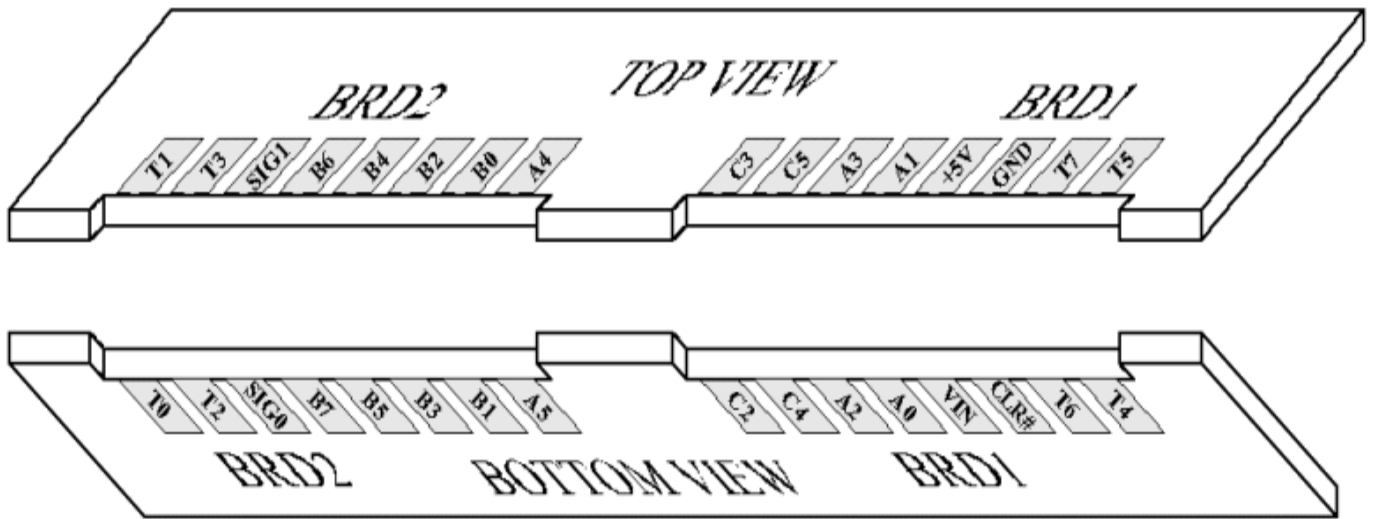 TOP VIEW
BRD2 BRD1
T1 T3 SIG1 B6 B4 B2 B0 A4 C3 C5 A3 A1 +5V GND T7 T5
T0 T2 SIG0 B7 B5 B3 B1 A5 C2 C4 A2 A0 VIN CLR# T6 T4
BRD2 BOTTOM VIEW BRD1